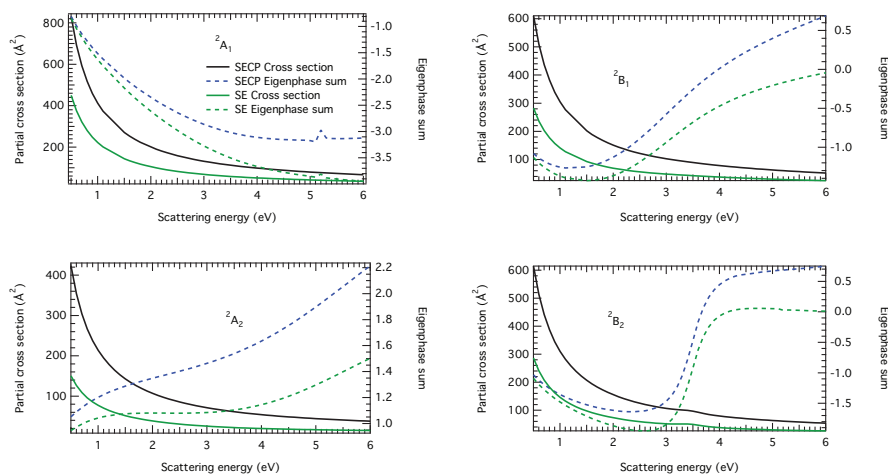 ²A₁
SECP Cross section
SECP Eigenphase sum
SE Cross section
SE Eigenphase sum
Partial cross section (Å²)
800
600
400
200
-1.0
-1.5
-2.0
-2.5
-3.0
-3.5
Eigenphase sum
1 2 3 4 5 6
Scattering energy (eV)
²B₁
Partial cross section (Å²)
600
500
400
300
200
100
0.5
0.0
-0.5
-1.0
Eigenphase sum
1 2 3 4 5 6
Scattering energy (eV)
²A₂
Partial cross section (Å²)
400
300
200
100
2.2
2.0
1.8
1.6
1.4
1.2
1.0
Eigenphase sum
1 2 3 4 5 6
Scattering energy (eV)
²B₂
Partial cross section (Å²)
600
500
400
300
200
100
0.5
0.0
-0.5
-1.0
-1.5
Eigenphase sum
1 2 3 4 5 6
Scattering energy (eV)